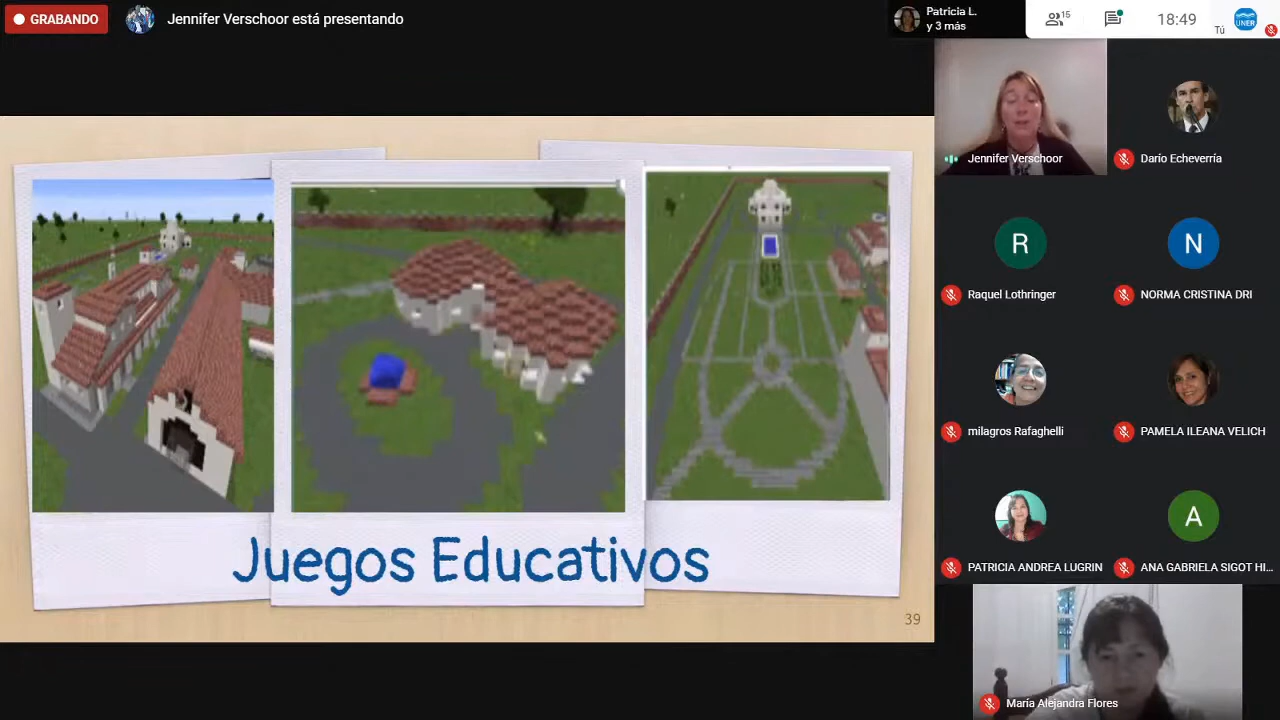 GRABANDO
Jennifer Verschoor está presentando
Patricia L.
y 3 más
15
18:49
Tú
UNER
Jennifer Verschoor
Darío Echeverría
R
N
Raquel Lothringer
NORMA CRISTINA DRI
milagros Rafaghelli
PAMELA ILEANA VELICH
A
PATRICIA ANDREA LUGRIN
ANA GABRIELA SIGOT HI...
Juegos Educativos
39
María Alejandra Flores